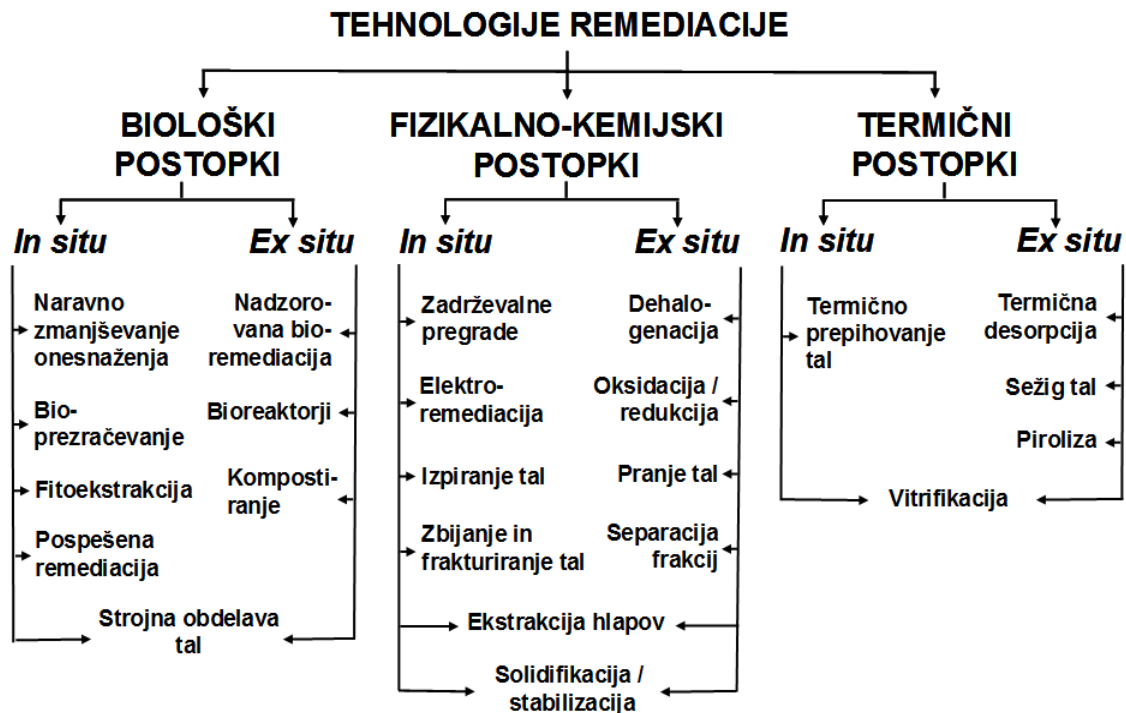 TEHNOLOGIJE REMEDIACIJE
BIOLOŠKI
POSTOPKI
FIZIKALNO-KEMIJSKI
POSTOPKI
TERMIČNI
POSTOPKI
In situ
Ex situ
In situ
Ex situ
In situ
Ex situ
Naravno
zmanjševanje
onesnaženja
Bio-
prezračevanje
Fitoekstrakcija
Pospešena
remediacija
Nadzoro-
vana bio-
remediacija
Bioreaktorji
Komposti-
ranje
Strojna obdelava
tal
Zadrževalne
pregrade
Elektro-
remediacija
Izpiranje tal
Zbijanje in
frakturiranje tal
Dehalo-
genacija
Oksidacija /
redukcija
Pranje tal
Separacija
frakcij
Ekstrakcija hlapov
Solidifikacija /
stabilizacija
Termično
prepihovanje
tal
Termična
desorpcija
Sežig tal
Piroliza
Vitrifikacija